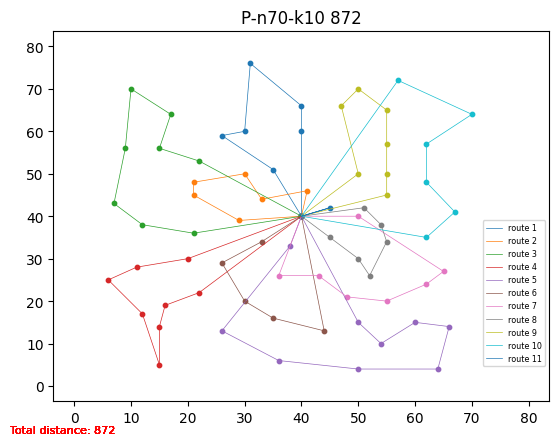 P-n70-k10 872
80
70
60
50
40
30
20
10
0
route 1
route 2
route 3
route 4
route 5
route 6
route 7
route 8
route 9
route 10
route 11
0 10 20 30 40 50 60 70 80
Total distance: 872